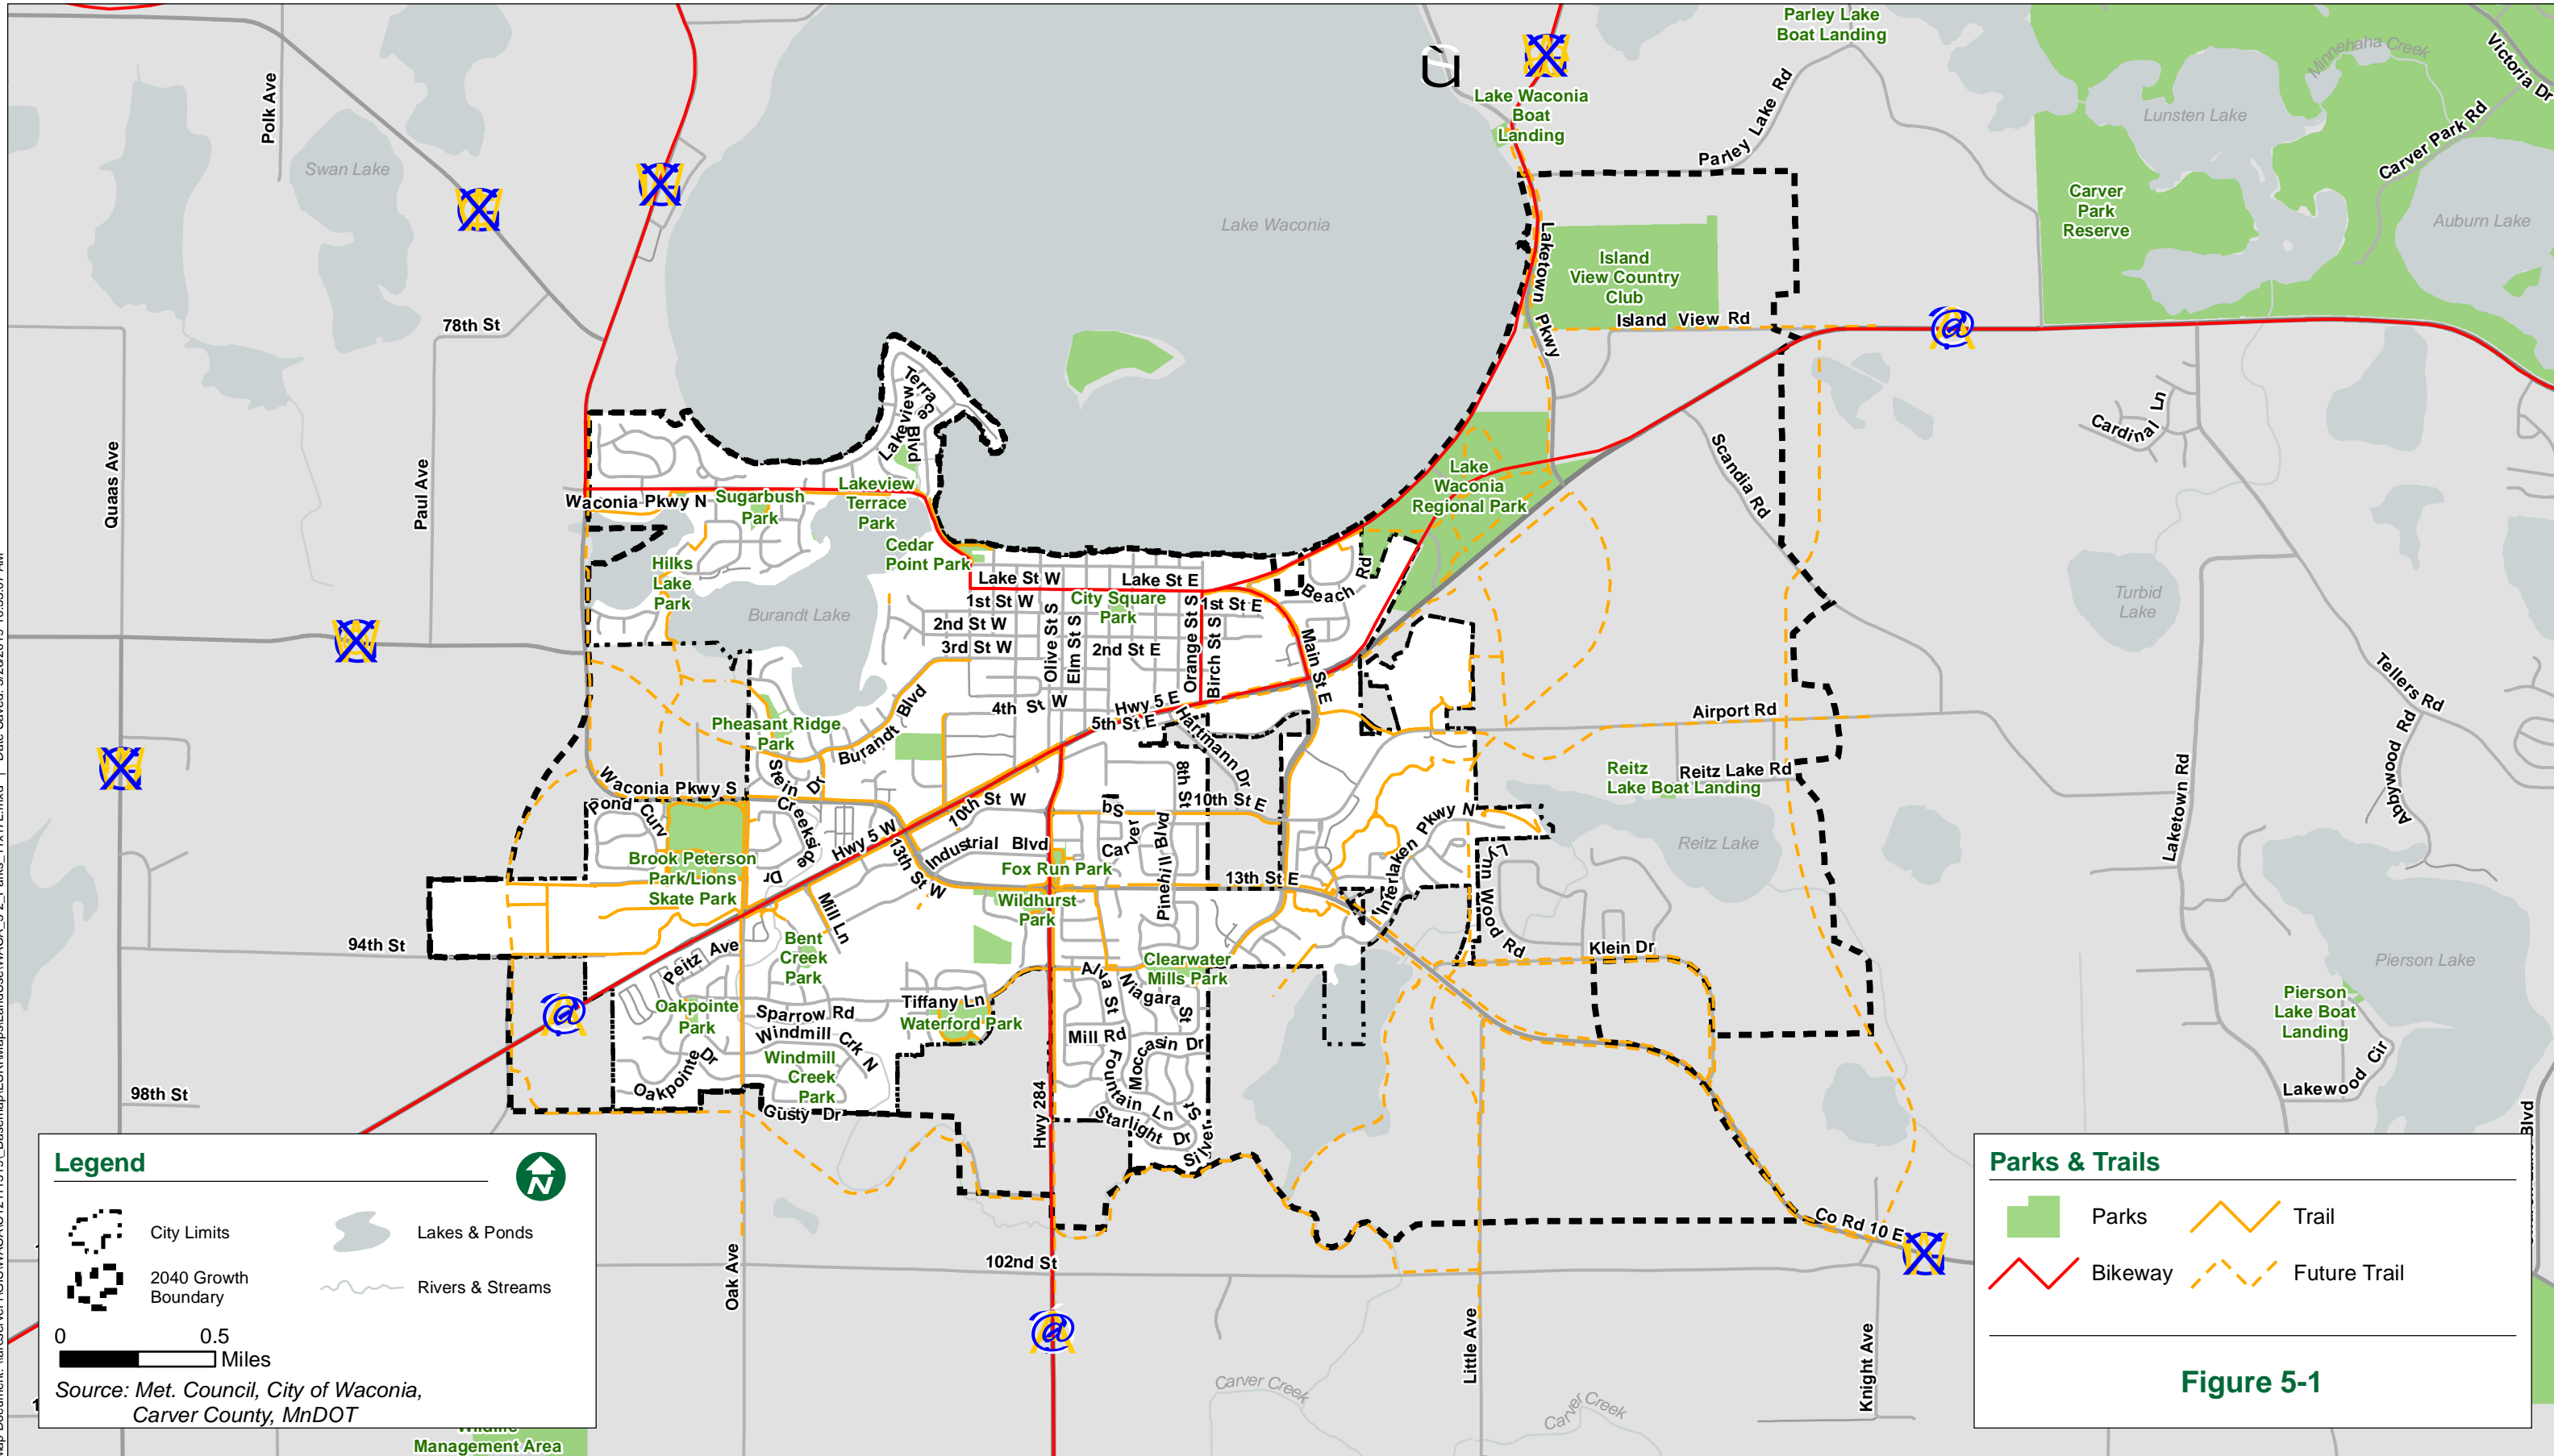 Parley Lake
Boat Landing
Minnehaha Creek
Victoria Dr
Polk Ave
Lake Waconia
Boat
Landing
Parley Lake Rd
Lunsten Lake
Carver Park Rd
Swan Lake
Carver
Park
Reserve
Auburn Lake
Lake Waconia
Laketown Pkwy
Island
View Country
Club
Island View Rd
78th St
Terrace
Lakeview
Blvd
Cardinal Ln
Quaas Ave
Paul Ave
Scandia Rd
Lake
Waconia
Regional Park
Waconia Pkwy N
Sugarbush
Park
Lakeview
Terrace
Park
Cedar
Point Park
Hilks
Lake
Park
Burandt Lake
Lake St W
Lake St E
Beach Rd
1st St W
City Square
Park
1st St E
2nd St W
3rd St W
2nd St E
Olive St S
Elm St S
Orange St S
Birch St S
Main St E
Turbid
Lake
Tellers Rd
Abbywood Rd
4th St W
Hwy 5 E
5th St E
Hartmann Dr
Airport Rd
Pheasant Ridge
Park
Burandt Blvd
Stein Dr
Reitz
Lake Boat Landing
Reitz Lake Rd
Laketown Rd
Waconia Pkwy S
Pond Curv
Creekside Dr
8th St
10th St W
10th St E
Hwy 5 W
13th St W
Industrial Blvd
Carver
Pinehill Blvd
Interlaken Pkwy N
Lynn Wood Rd
Reitz Lake
Brook Peterson
Park/Lions
Skate Park
Fox Run Park
13th St E
Wildhurst
Park
Mill Ln
94th St
Peitz Ave
Bent
Creek
Park
Clearwater
Mills Park
Klein Dr
Pierson Lake
Oakpointe
Park
Sparrow Rd
Windmill Crk N
Tiffany Ln
Waterford Park
Alva St
Niagara St
Mill Rd
Moccasin Dr
Pierson
Lake Boat
Landing
Windmill
Creek
Park
Oakpointe Dr
Fountain Ln
Starlight Dr
Silver St
98th St
Gusty Dr
Hwy 284
Lakewood Cir
Blvd
Co Rd 10 E
102nd St
Oak Ave
Little Ave
Knight Ave
Carver Creek
Carver Creek
Legend
N
City Limits
Lakes & Ponds
2040 Growth
Boundary
Rivers & Streams
0 0.5
Miles
Source: Met. Council, City of Waconia,
Carver County, MnDOT
Management Area
Parks & Trails
Parks
Trail
Bikeway
Future Trail
Figure 5-1